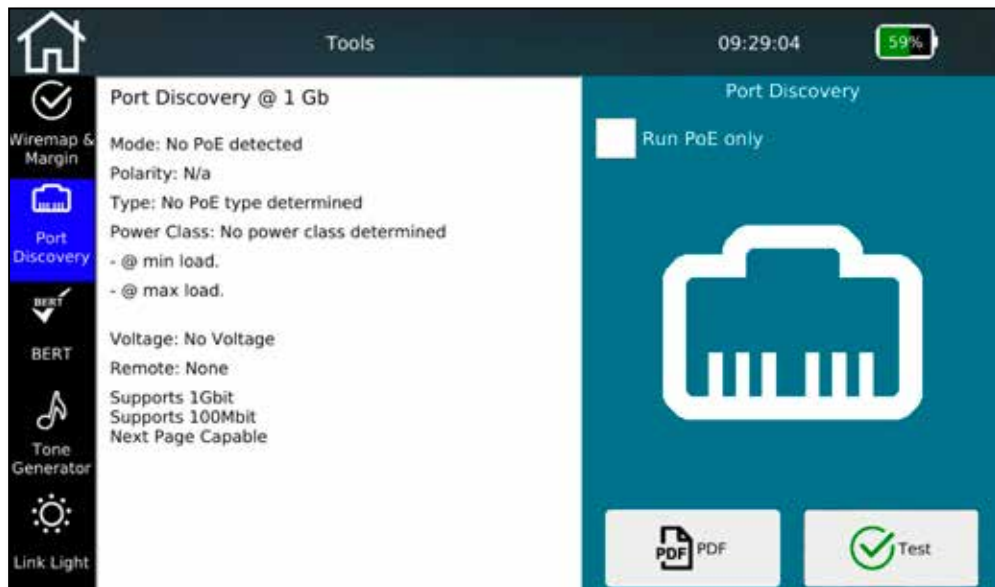 Tools
09:29:04
59%
Wiremap &
Margin
Port
Discovery
BERT
BERT
Tone
Generator
Link Light
Port Discovery @ 1 Gb
Mode: No PoE detected
Polarity: N/a
Type: No PoE type determined
Power Class: No power class determined
- @ min load.
- @ max load.
Voltage: No Voltage
Remote: None
Supports 1Gbit
Supports 100Mbit
Next Page Capable
Port Discovery
Run PoE only
PDF PDF
Test